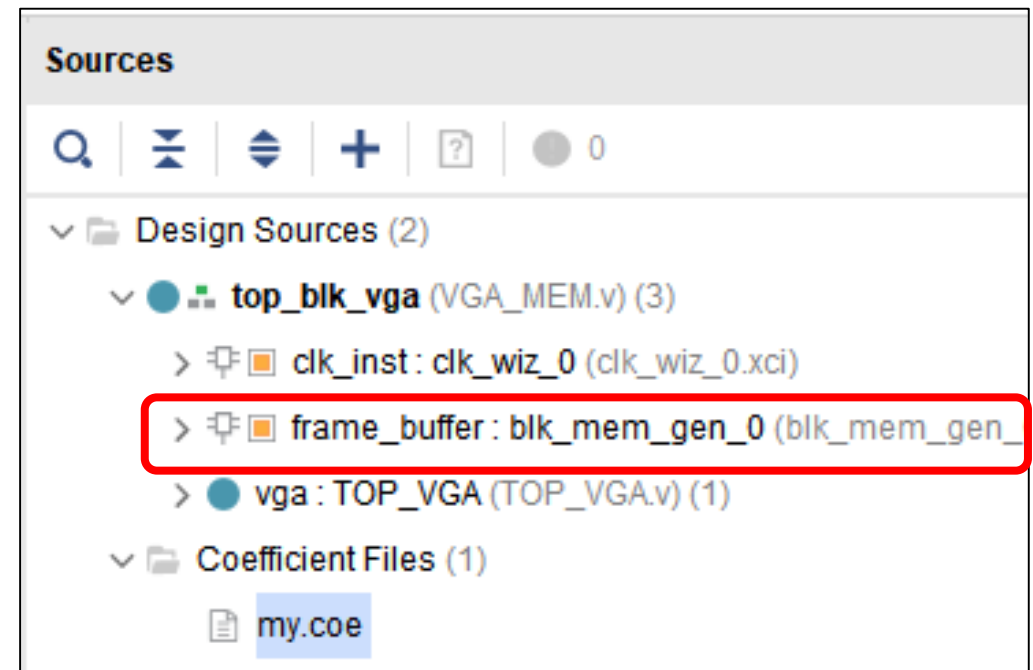 Sources
0
Design Sources (2)
top_blk_vga (VGA_MEM.v) (3)
clk_inst : clk_wiz_0 (clk_wiz_0.xci)
frame_buffer : blk_mem_gen_0 (blk_mem_gen_
vga : TOP_VGA (TOP_VGA.v) (1)
Coefficient Files (1)
my.coe